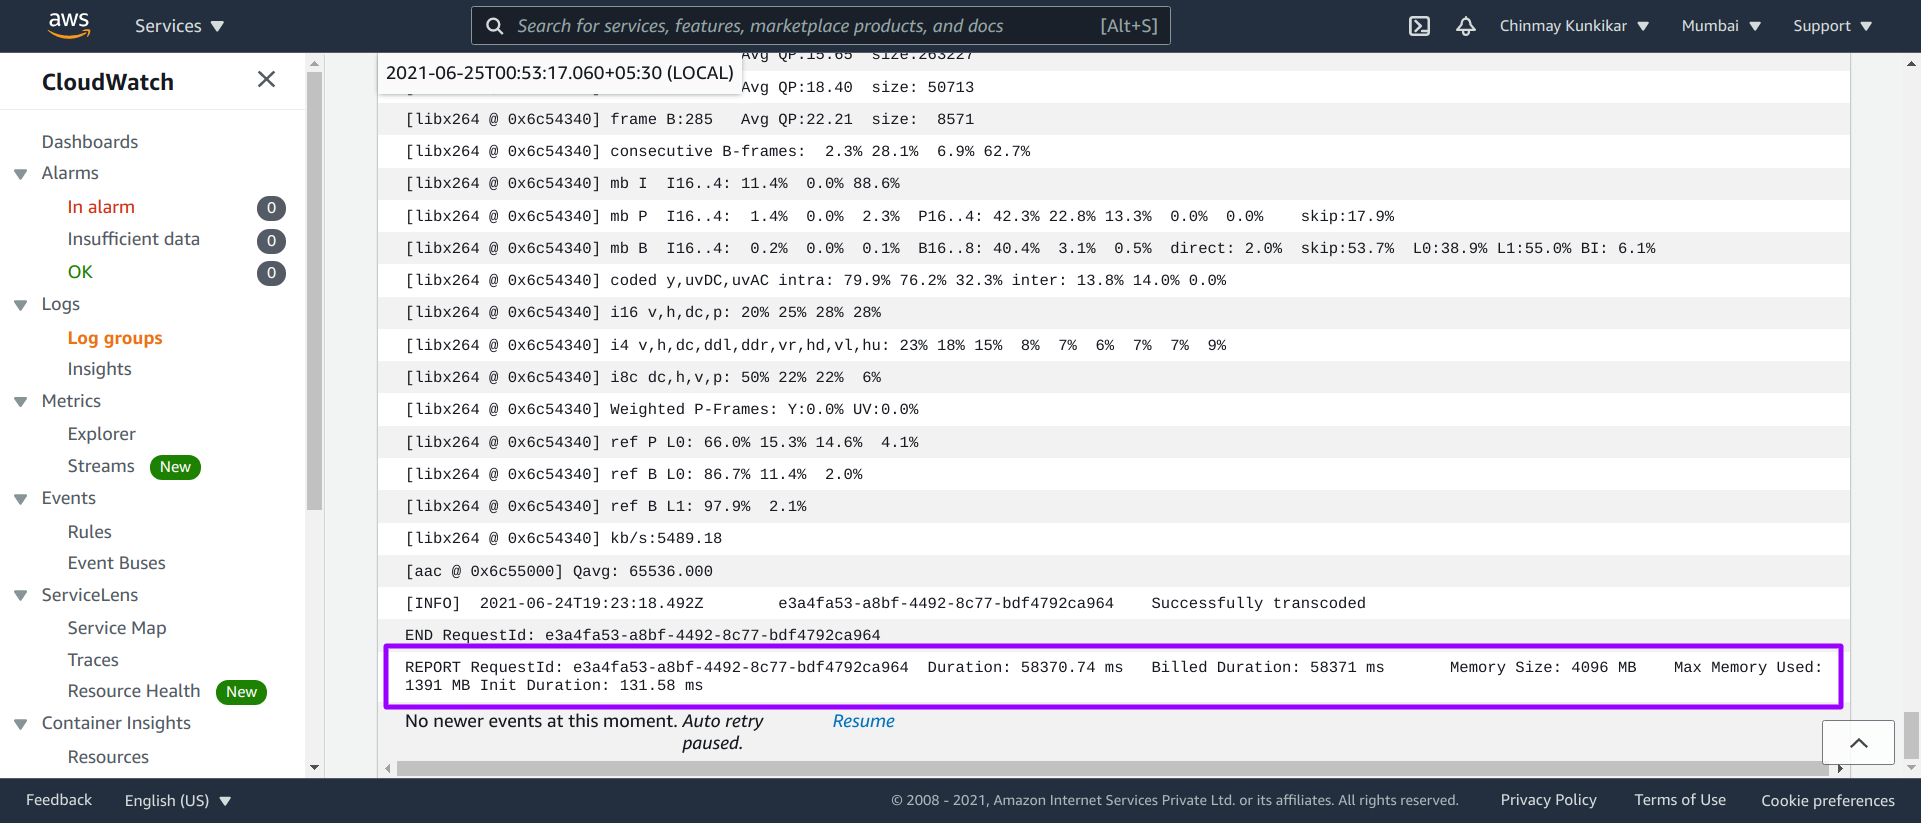 aws
Services
Search for services, features, marketplace products, and docs [Alt+S]
Chinmay Kunkikar
Mumbai
Support
CloudWatch
Dashboards
Alarms
In alarm 0
Insufficient data 0
OK 0
Logs
Log groups
Insights
Metrics
Explorer
Streams New
Events
Rules
Event Buses
ServiceLens
Service Map
Traces
Resource Health New
Container Insights
Resources
Avg QP:15.65 size:263227
2021-06-25T00:53:17.060+05:30 (LOCAL)
Avg QP:18.40 size: 50713
[libx264 @ 0x6c54340] frame B:285 Avg QP:22.21 size: 8571
[libx264 @ 0x6c54340] consecutive B-frames: 2.3% 28.1% 6.9% 62.7%
[libx264 @ 0x6c54340] mb I I16..4: 11.4% 0.0% 88.6%
[libx264 @ 0x6c54340] mb P I16..4: 1.4% 0.0% 2.3% P16..4: 42.3% 22.8% 13.3% 0.0% 0.0% skip:17.9%
[libx264 @ 0x6c54340] mb B I16..4: 0.2% 0.0% 0.1% B16..8: 40.4% 3.1% 0.5% direct: 2.0% skip:53.7% L0:38.9% L1:55.0% BI: 6.1%
[libx264 @ 0x6c54340] coded y,uvDC,uvAC intra: 79.9% 76.2% 32.3% inter: 13.8% 14.0% 0.0%
[libx264 @ 0x6c54340] i16 v,h,dc,p: 20% 25% 28% 28%
[libx264 @ 0x6c54340] i4 v,h,dc,ddl,ddr,vr,hd,vl,hu: 23% 18% 15% 8% 7% 6% 7% 7% 9%
[libx264 @ 0x6c54340] i8c dc,h,v,p: 50% 22% 22% 6%
[libx264 @ 0x6c54340] Weighted P-Frames: Y:0.0% UV:0.0%
[libx264 @ 0x6c54340] ref P L0: 66.0% 15.3% 14.6% 4.1%
[libx264 @ 0x6c54340] ref B L0: 86.7% 11.4% 2.0%
[libx264 @ 0x6c54340] ref B L1: 97.9% 2.1%
[libx264 @ 0x6c54340] kb/s:5489.18
[aac @ 0x6c55000] Qavg: 65536.000
[INFO] 2021-06-24T19:23:18.492Z e3a4fa53-a8bf-4492-8c77-bdf4792ca964 Successfully transcoded
END RequestId: e3a4fa53-a8bf-4492-8c77-bdf4792ca964
REPORT RequestId: e3a4fa53-a8bf-4492-8c77-bdf4792ca964 Duration: 58370.74 ms Billed Duration: 58371 ms Memory Size: 4096 MB Max Memory Used:
1391 MB Init Duration: 131.58 ms
No newer events at this moment. Auto retry
paused.
Resume
Feedback
English (US)
© 2008 - 2021, Amazon Internet Services Private Ltd. or its affiliates. All rights reserved.
Privacy Policy
Terms of Use
Cookie preferences